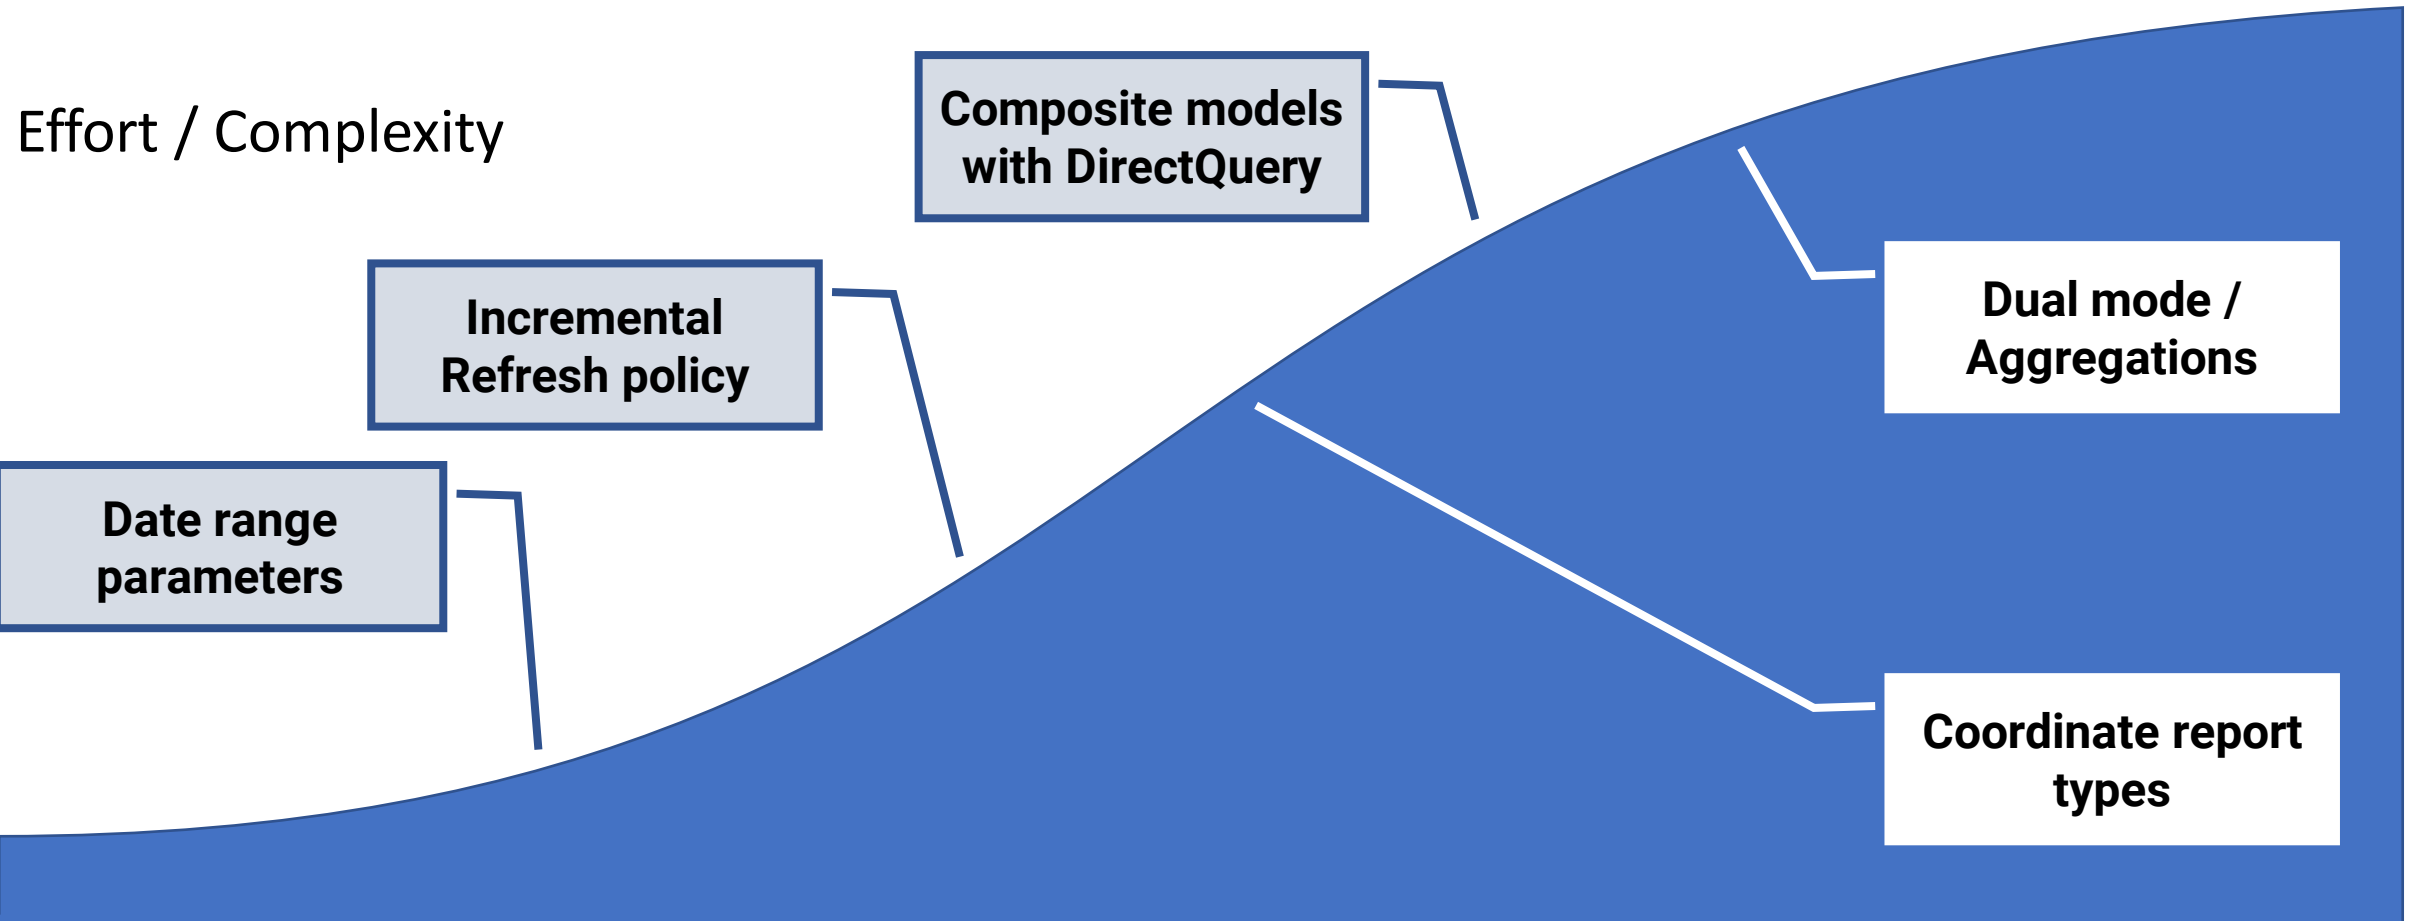 Effort / Complexity
Composite models
with DirectQuery
Incremental
Refresh policy
Date range
parameters
Dual mode /
Aggregations
Coordinate report
types